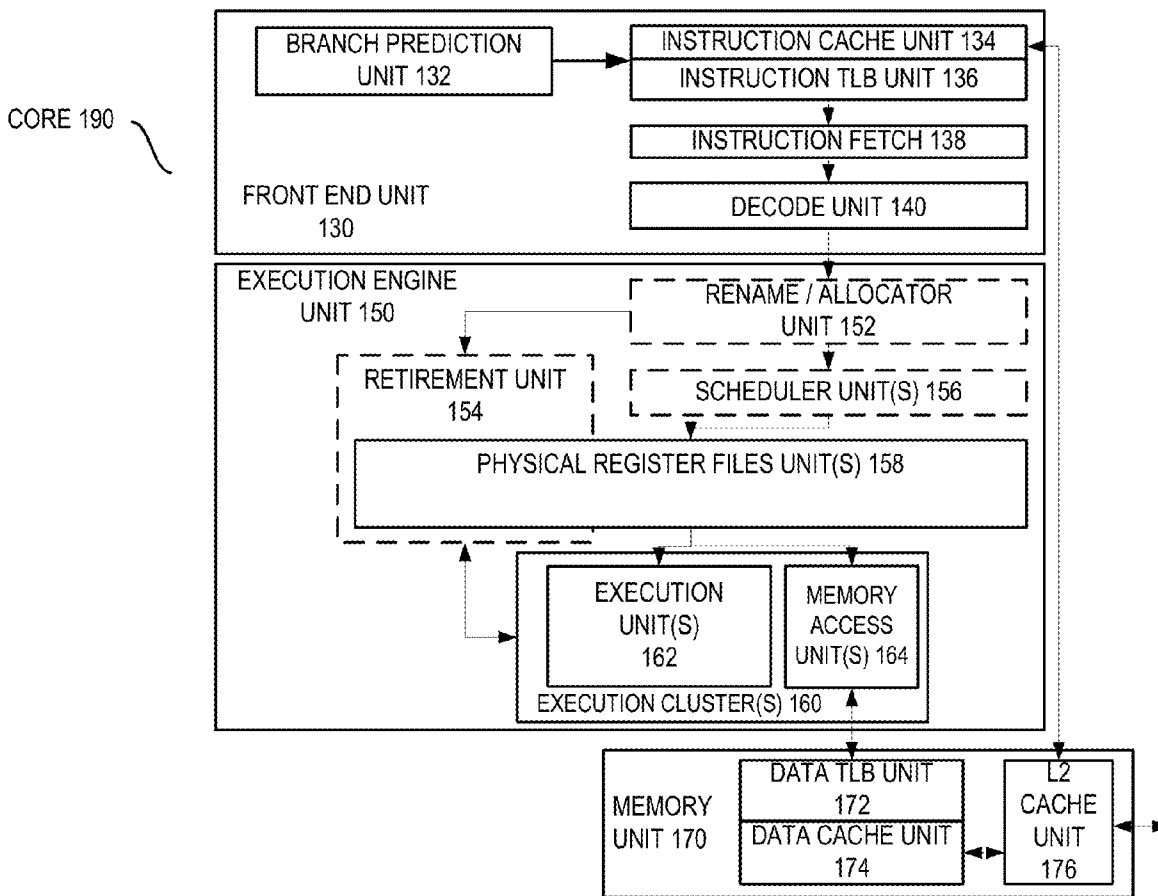 BRANCH PREDICTION
UNIT 132
INSTRUCTION CACHE UNIT 134
INSTRUCTION TLB UNIT 136
CORE 190
INSTRUCTION FETCH 138
FRONT END UNIT
130
DECODE UNIT 140
EXECUTION ENGINE
UNIT 150
RENAME / ALLOCATOR
UNIT 152
RETIREMENT UNIT
154
SCHEDULER UNIT(S) 156
PHYSICAL REGISTER FILES UNIT(S) 158
EXECUTION
UNIT(S)
162
MEMORY
ACCESS
UNIT(S) 164
EXECUTION CLUSTER(S) 160
MEMORY
UNIT 170
DATA TLB UNIT
172
DATA CACHE UNIT
174
L2
CACHE
UNIT
176